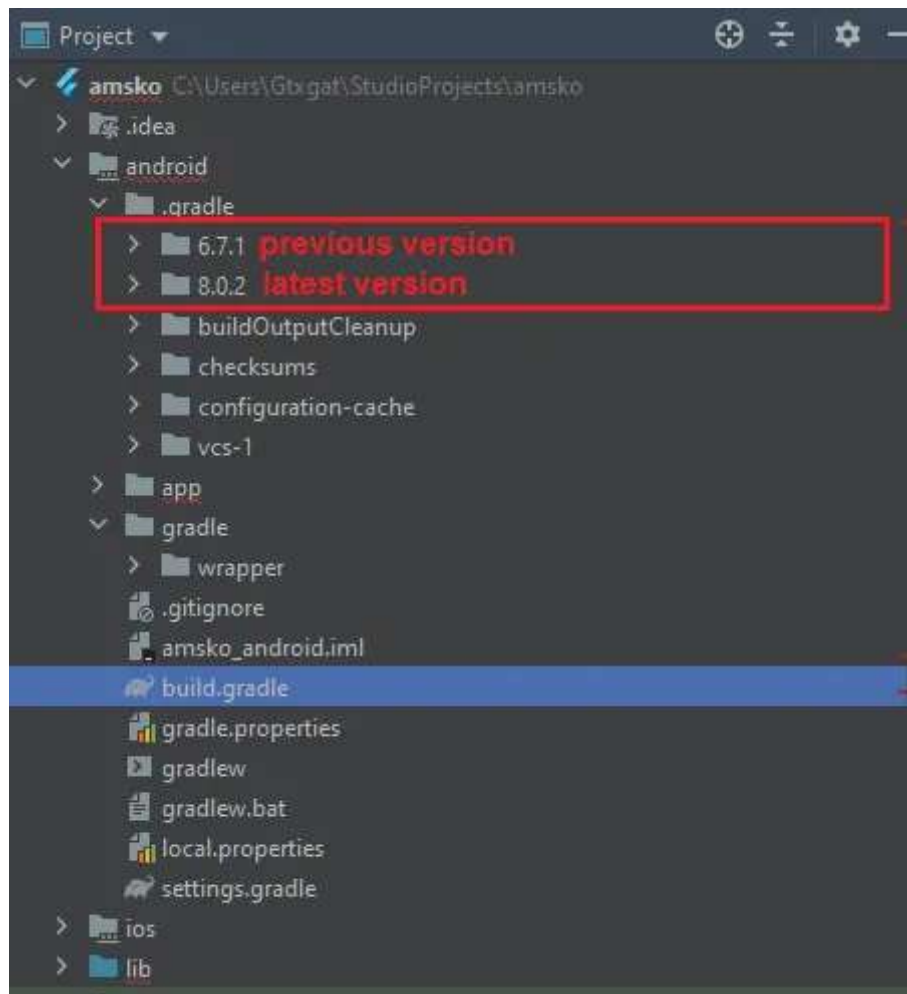 Project
amsko C:\Users\Gtxgat\StudioProjects\amsko
.idea
android
.gradle
6.7.1 previous version
8.0.2 latest version
buildOutputCleanup
checksums
configuration-cache
vcs-1
app
gradle
wrapper
.gitignore
amsko_android.iml
build.gradle
gradle.properties
gradlew
gradlew.bat
local.properties
settings.gradle
ios
lib